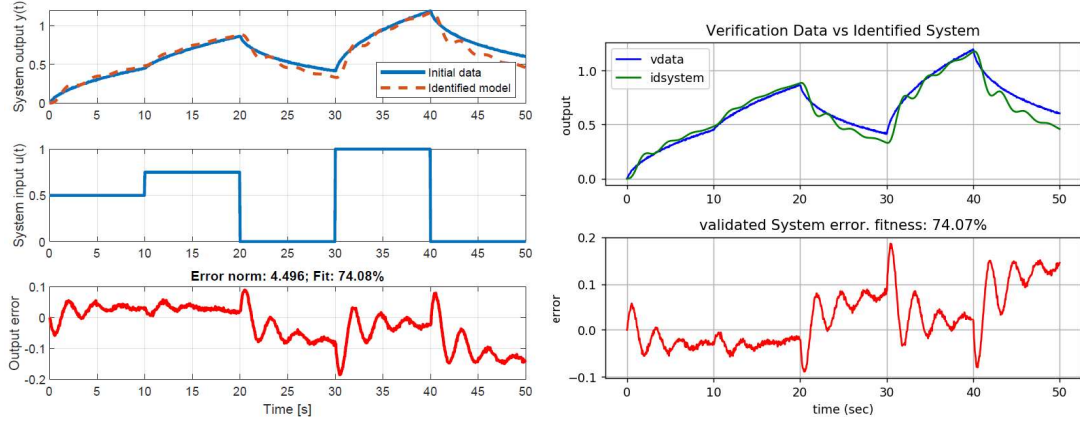 System output y(t)
1
0.5
0
Initial data
Identified model
0 5 10 15 20 25 30 35 40 45 50
System input u(t)
1
0.5
0
0 5 10 15 20 25 30 35 40 45 50
Error norm: 4.496; Fit: 74.08%
Output error
0.1
0
-0.1
-0.2
0 5 10 15 20 25 30 35 40 45 50
Time [s]
Verification Data vs Identified System
output
1.0
0.5
0.0
vdata
idsystem
0 10 20 30 40 50
validated System error. fitness: 74.07%
error
0.2
0.1
0.0
−0.1
0 10 20 30 40 50
time (sec)